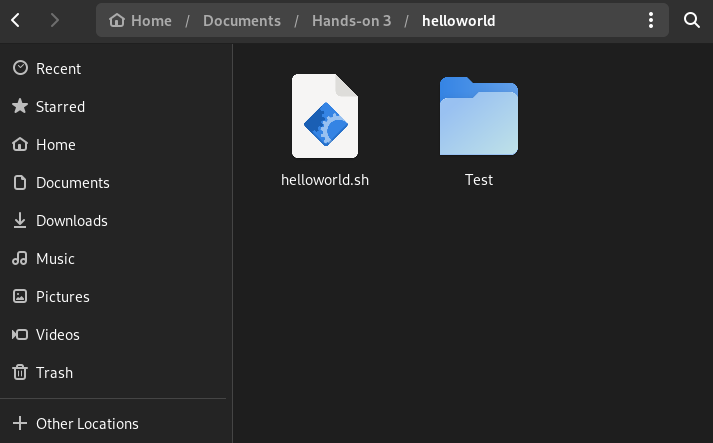 Home / Documents / Hands-on 3 / helloworld
Recent
Starred
Home
Documents
Downloads
Music
Pictures
Videos
Trash
Other Locations
helloworld.sh
Test